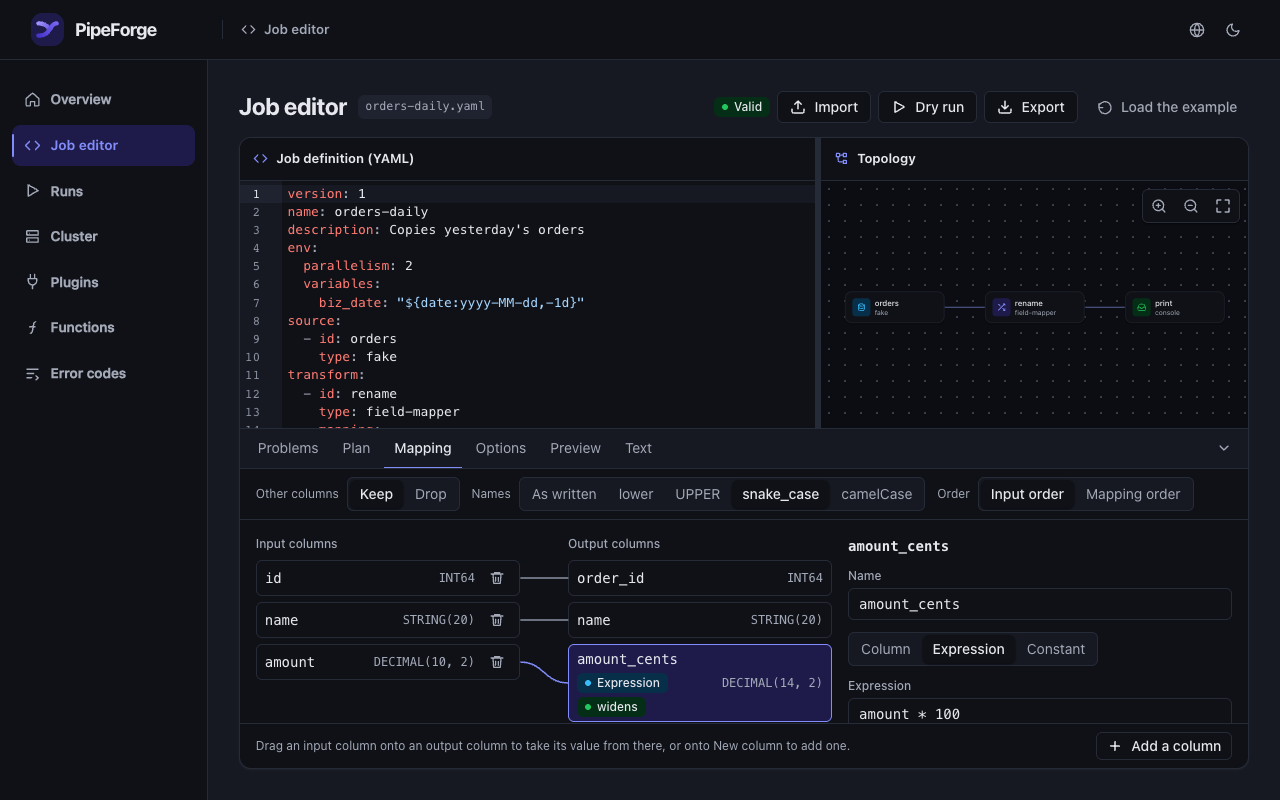 PipeForge
Job editor
Overview
Job editor
Runs
Cluster
Plugins
Functions
Error codes
Job editor
orders-daily.yaml
Valid
Import
Dry run
Export
Load the example
Job definition (YAML)
1 version: 1
2 name: orders-daily
3 description: Copies yesterday's orders
4 env:
5 parallelism: 2
6 variables:
7 biz_date: "${date:yyyy-MM-dd,-1d}"
8 source:
9 - id: orders
10 type: fake
11 transform:
12 - id: rename
13 type: field-mapper
Topology
orders
fake
rename
field-mapper
print
console
Problems Plan Mapping Options Preview Text
Other columns Keep Drop Names As written lower UPPER snake_case camelCase Order Input order Mapping order
Input columns
id INT64
name STRING(20)
amount DECIMAL(10, 2)
Output columns
order_id INT64
name STRING(20)
amount_cents
Expression DECIMAL(14, 2)
widens
amount_cents
Name
amount_cents
Column Expression Constant
Expression
amount * 100
Drag an input column onto an output column to take its value from there, or onto New column to add one.
Add a column